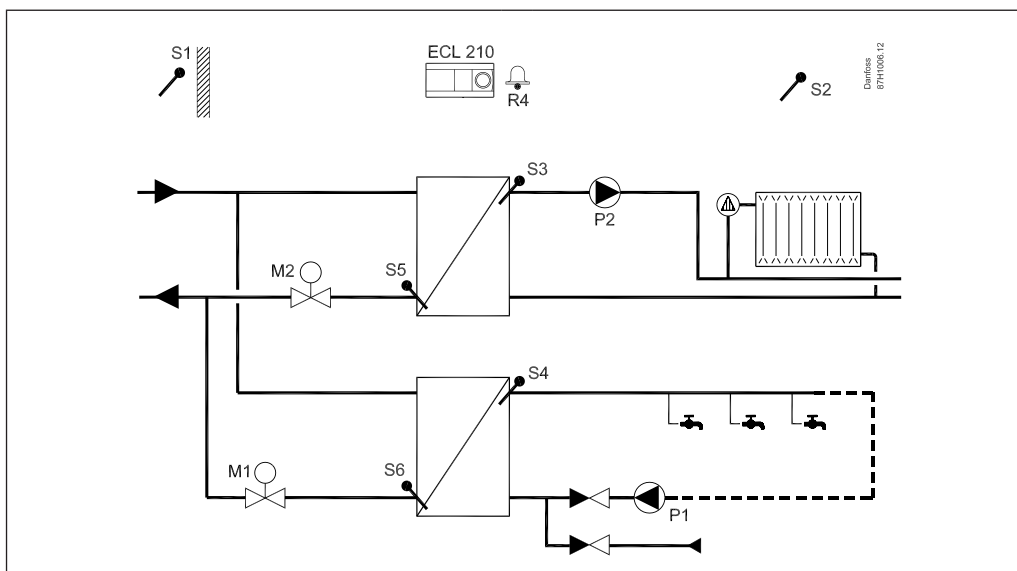 S1
ECL 210
R4
S2
Danfoss
87H1006.12
S3
P2
M2
S5
S4
M1
S6
P1